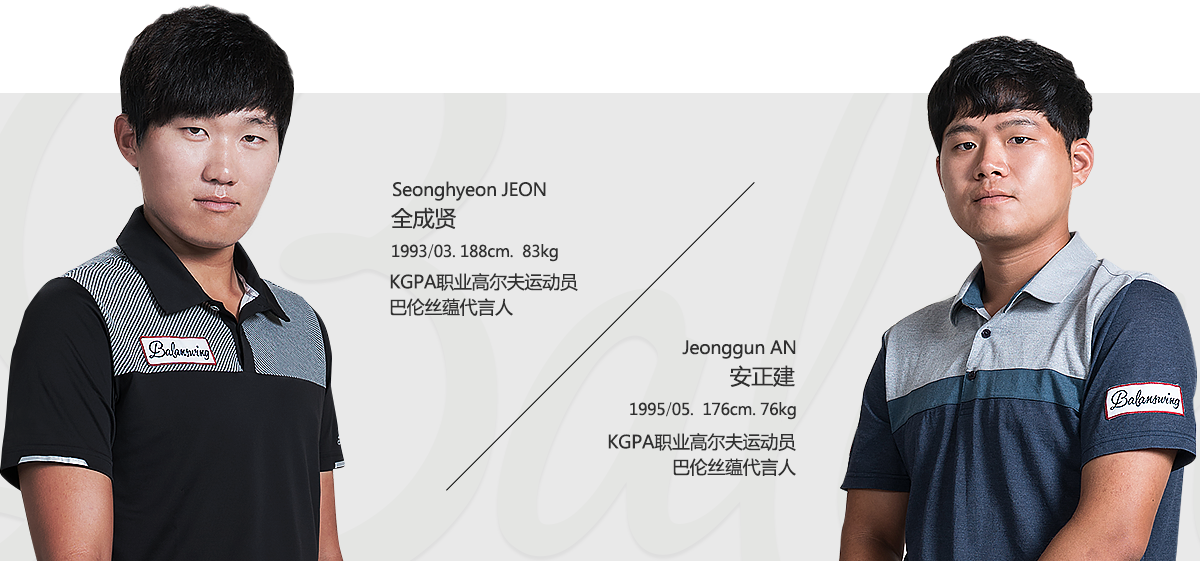 Seonghyeon JEON
全成贤
1993/03. 188cm. 83kg
KGPA职业高尔夫运动员
巴伦丝蕴代言人
Balanswing
Jeonggun AN
安正建
1995/05. 176cm. 76kg
KGPA职业高尔夫运动员
巴伦丝蕴代言人
Balanswing